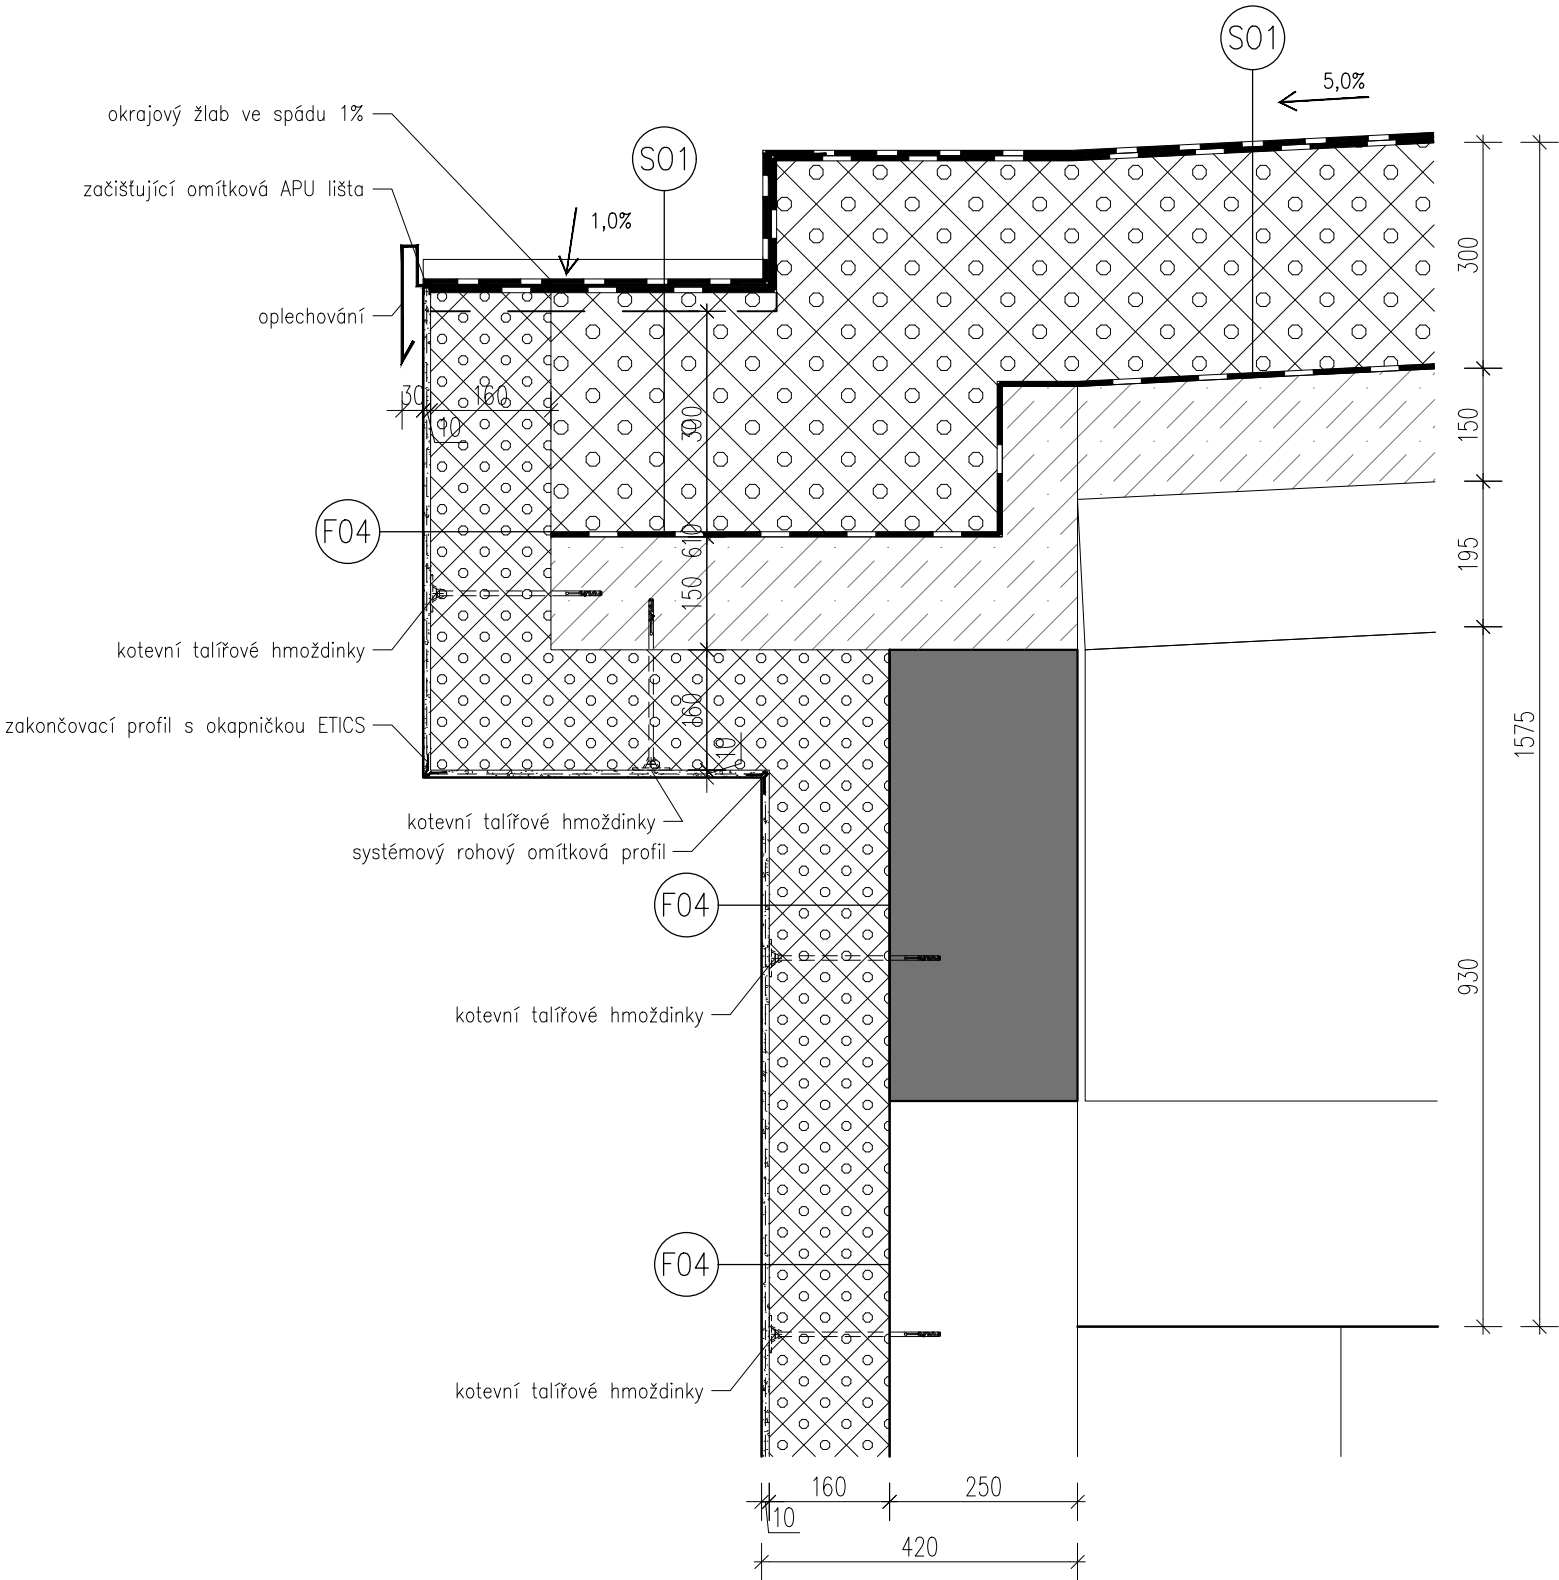 S01
5,0%
okrajový žlab ve spádu 1%
S01
začišťující omítková APU lišta
1,0%
300
oplechování
30
160
10
300
150
F04
610
195
150
kotevní talířové hmoždinky
160
zakončovací profil s okapničkou ETICS
10
1575
kotevní talířové hmoždinky
systémový rohový omítková profil
F04
930
kotevní talířové hmoždinky
F04
kotevní talířové hmoždinky
160
250
10
420